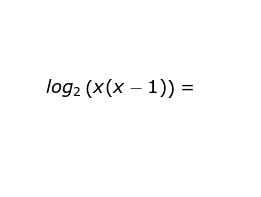 log₂ (x(x − 1)) =